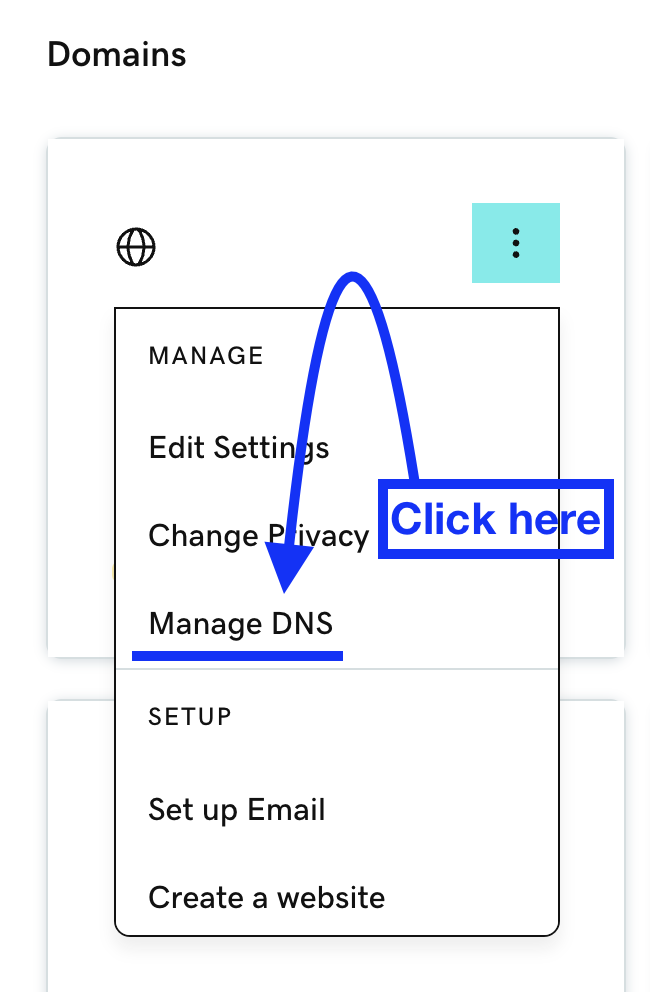 Domains
MANAGE
Edit Settings
Click here
Change Privacy
Manage DNS
SETUP
Set up Email
Create a website